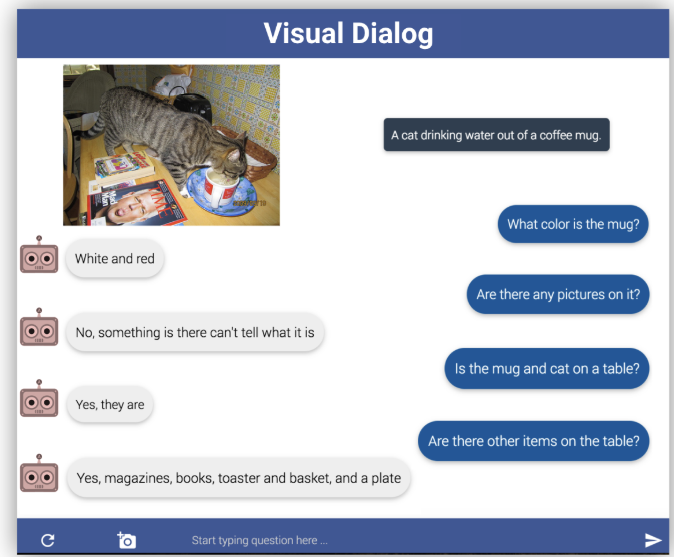 Visual Dialog
A cat drinking water out of a coffee mug.
What color is the mug?
White and red
Are there any pictures on it?
No, something is there can't tell what it is
Is the mug and cat on a table?
Yes, they are
Are there other items on the table?
Yes, magazines, books, toaster and basket, and a plate
Start typing question here ...
TIME
Mad
Man